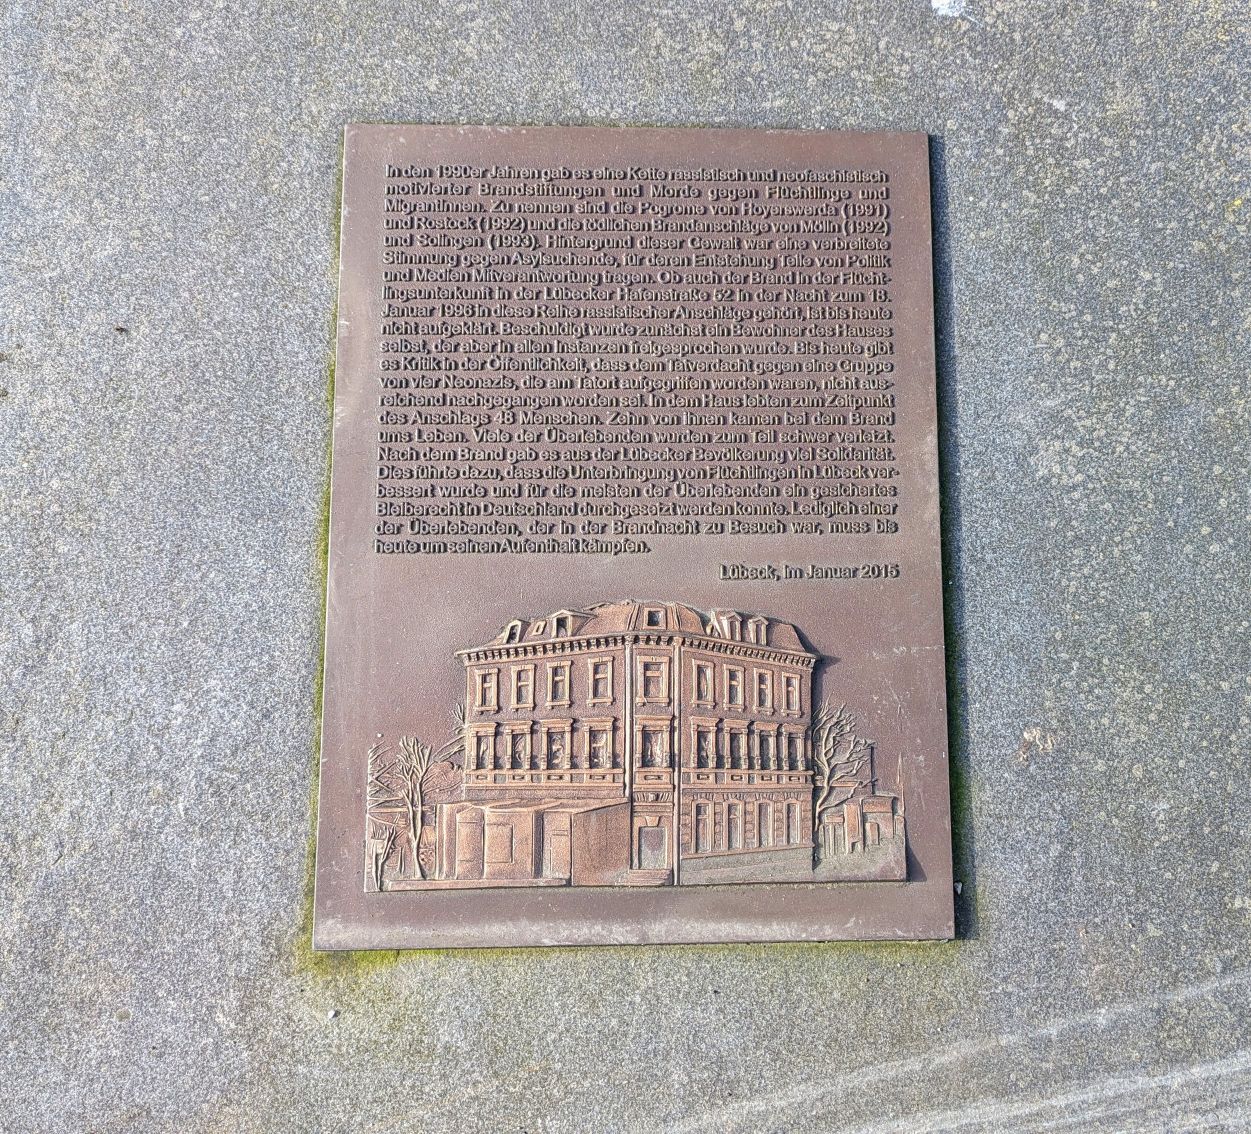 In den 1990er Jahren gab es eine Kette rassistisch und neofaschistisch
motivierter Brandstiftungen und Morde gegen Flüchtlinge und
MigrantInnen. Zu nennen sind die Pogrome von Hoyerswerda (1991)
und Rostock (1992) und die tödlichen Brandanschläge von Mölln (1992)
und Solingen (1993). Hintergrund dieser Gewalt war eine verbreitete
Stimmung gegen Asylsuchende, für deren Entstehung Teile von Politik
und Medien Mitverantwortung tragen. Ob auch der Brand in der Flücht-
lingsunterkunft in der Lübecker Hafenstraße 52 in der Nacht zum 18.
Januar 1996 in diese Reihe rassistischer Anschläge gehört, ist bis heute
nicht aufgeklärt. Beschuldigt wurde zunächst ein Bewohner des Hauses
selbst, der aber in allen Instanzen freigesprochen wurde. Bis heute gibt
es Kritik in der Öffentlichkeit, dass dem Tatverdacht gegen eine Gruppe
von vier Neonazis, die am Tatort aufgegriffen worden waren, nicht aus-
reichend nachgegangen worden sei. In dem Haus lebten zum Zeitpunkt
des Anschlags 48 Menschen. Zehn von ihnen kamen bei dem Brand
ums Leben. Viele der Überlebenden wurden zum Teil schwer verletzt.
Nach dem Brand gab es aus der Lübecker Bevölkerung viel Solidarität.
Dies führte dazu, dass die Unterbringung von Flüchtlingen in Lübeck ver-
bessert wurde und für die meisten der Überlebenden ein gesichertes
Bleiberecht in Deutschland durchgesetzt werden konnte. Lediglich einer
der Überlebenden, der in der Brandnacht zu Besuch war, muss bis
heute um seinen Aufenthalt kämpfen.
Lübeck, im Januar 2015